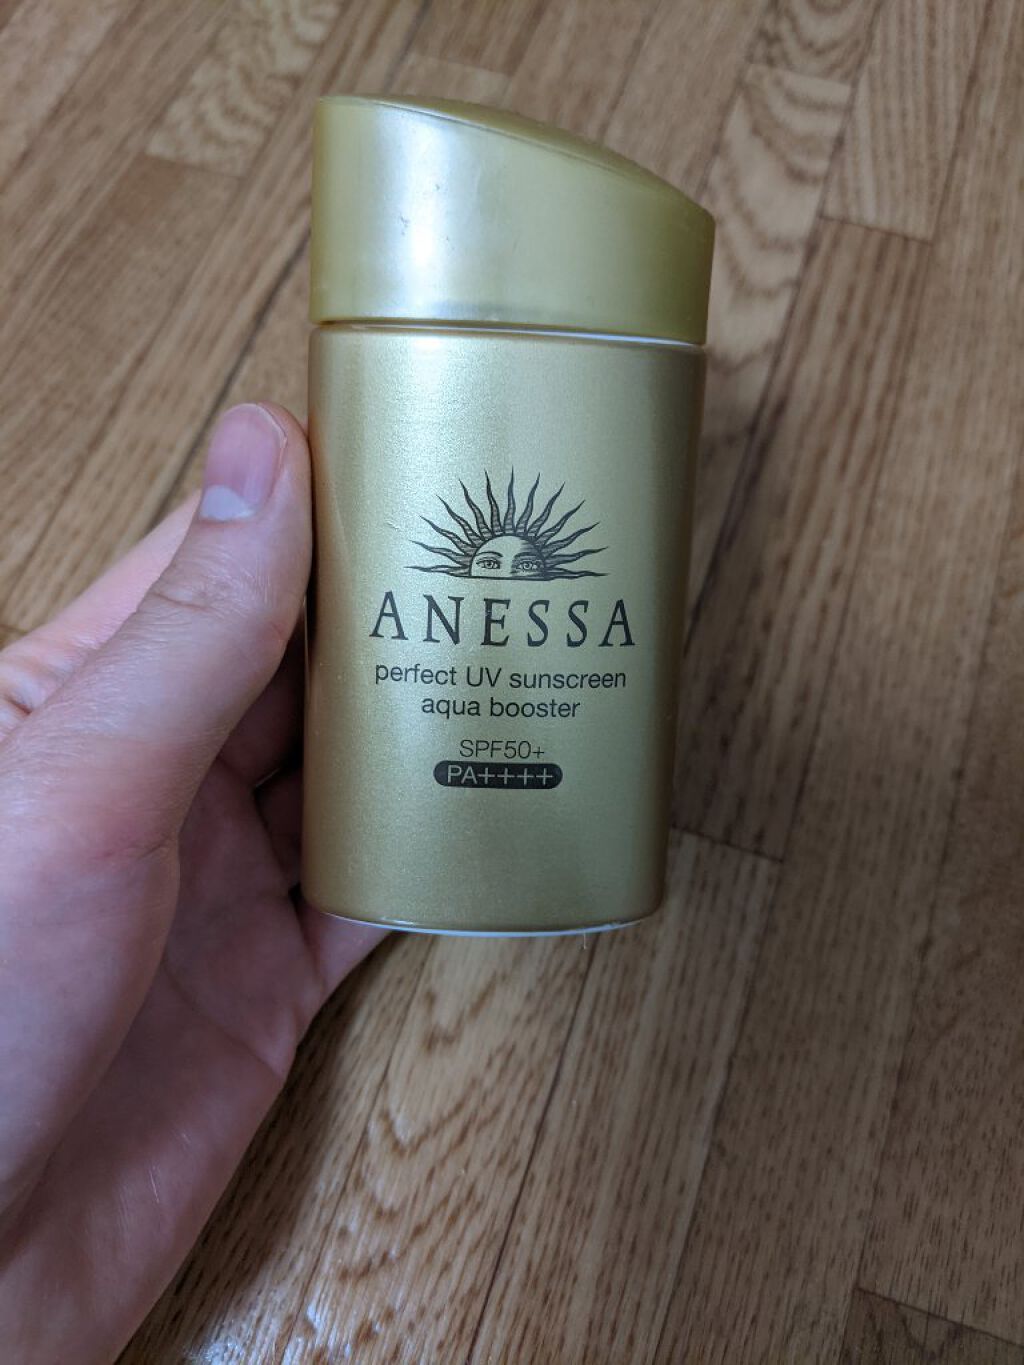 ANESSA
perfect UV sunscreen
aqua booster
SPF50+
PA++++